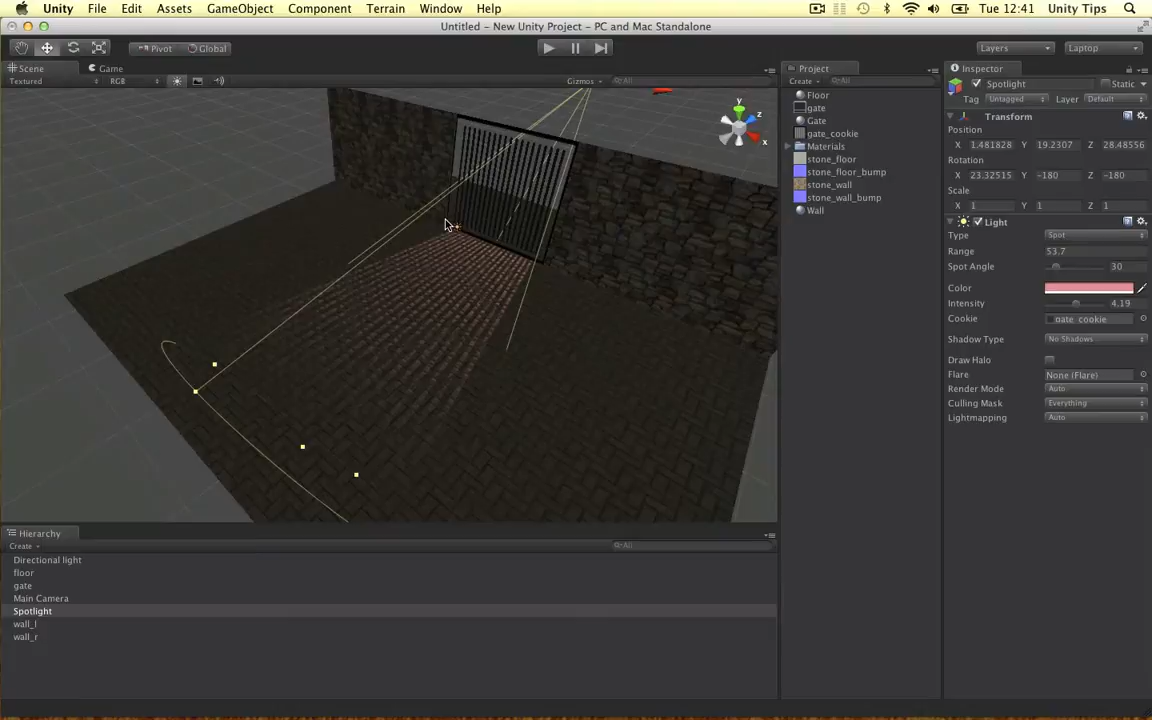 Unity File Edit Assets GameObject Component Terrain Window Help Tue 12:41 Unity Tips
Untitled - New Unity Project - PC and Mac Standalone
Pivot Global Layers Laptop
Scene Game Project Inspector
Textured RGB Gizmos All Create All
Spotlight Static
Tag Untagged Layer Default
Floor
gate
Gate
gate_cookie
Materials
stone_floor
stone_floor_bump
stone_wall
stone_wall_bump
Wall
y
z
x
Transform
Position
X 1.481828 Y 19.2307 Z 28.48556
Rotation
X 23.32515 Y -180 Z -180
Scale
X 1 Y 1 Z 1
Light
Type Spot
Range 53.7
Spot Angle 30
Color
Intensity 4.19
Cookie gate_cookie
Shadow Type No Shadows
Draw Halo
Flare None (Flare)
Render Mode Auto
Culling Mask Everything
Lightmapping Auto
Hierarchy
Create All
Directional light
floor
gate
Main Camera
Spotlight
wall_l
wall_r